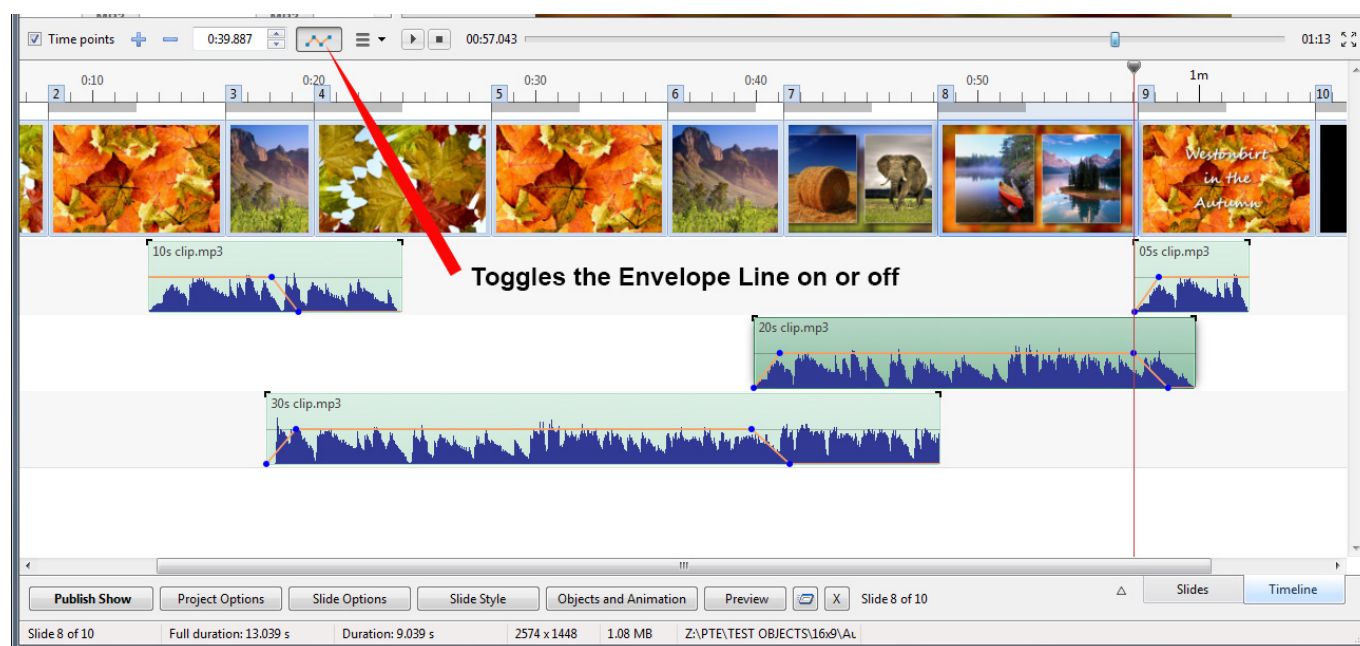 Time points 0:39.887 00:57.043 01:13
0:10 0:20 0:30 0:40 0:50 1m
2 3 4 5 6 7 8 9 10
Westonbirt
in the
Autumn
10s clip.mp3 05s clip.mp3
Toggles the Envelope Line on or off
20s clip.mp3
30s clip.mp3
Publish Show Project Options Slide Options Slide Style Objects and Animation Preview X Slide 8 of 10 Slides Timeline
Slide 8 of 10 Full duration: 13.039 s Duration: 9.039 s 2574 x 1448 1.08 MB Z:\PTE\TEST OBJECTS\16x9\Au